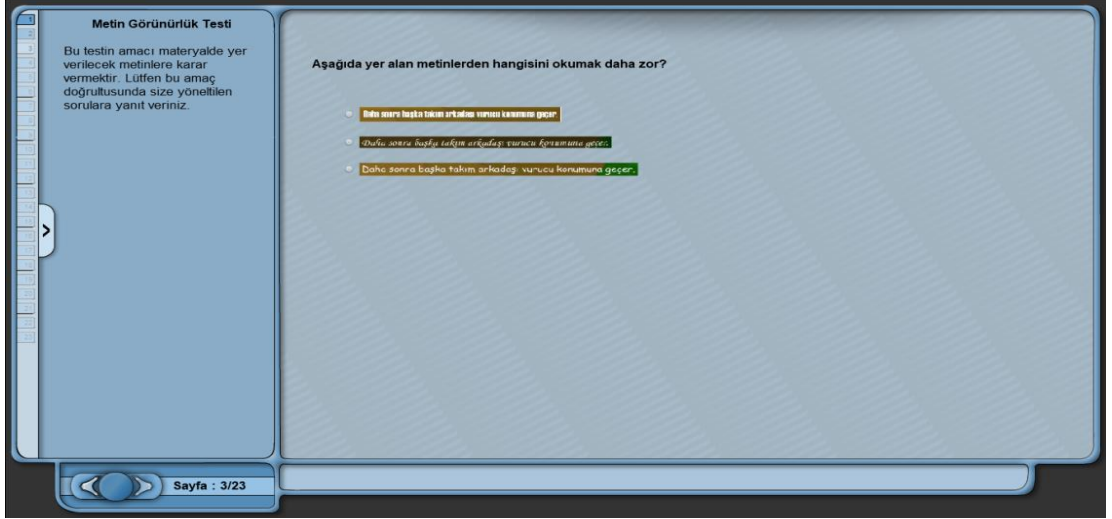 Metin Görünürlük Testi
Bu testin amacı materyalde yer
verilecek metinlere karar
vermektir. Lütfen bu amaç
doğrultusunda size yöneltilen
sorulara yanıt veriniz.
Aşağıda yer alan metinlerden hangisini okumak daha zor?
Daha sonra başka takım arkadaşı vurucu konumuna geçer.
Daha sonra başka takım arkadaşı vurucu konumuna geçer.
Daha sonra başka takım arkadaşı vurucu konumuna geçer.
Sayfa : 3/23